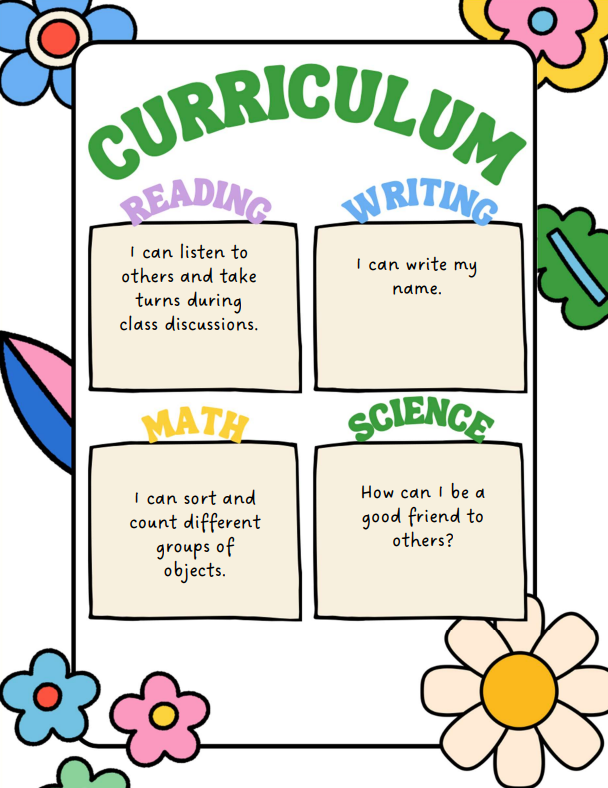 CURRICULUM
READING
I can listen to
others and take
turns during
class discussions.
WRITING
I can write my
name.
MATH
I can sort and
count different
groups of
objects.
SCIENCE
How can I be a
good friend to
others?